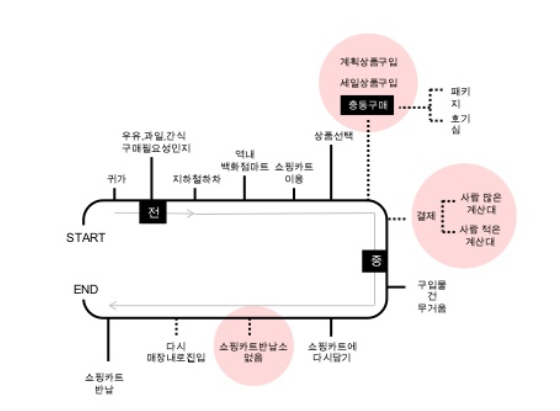 계획상품구입
세일상품구입
충동구매
패키
지
호기
심
우유,과일,간식
구매필요성인지
역내
백화점마트
쇼핑카트
이용
상품선택
귀가
지하철하차
전
START
결제
사람 많은
계산대
사람 적은
계산대
중
END
구입물
건
무거움
다시
매장내로진입
쇼핑카트반납소
없음
쇼핑카트에
다시담기
쇼핑카트
반납